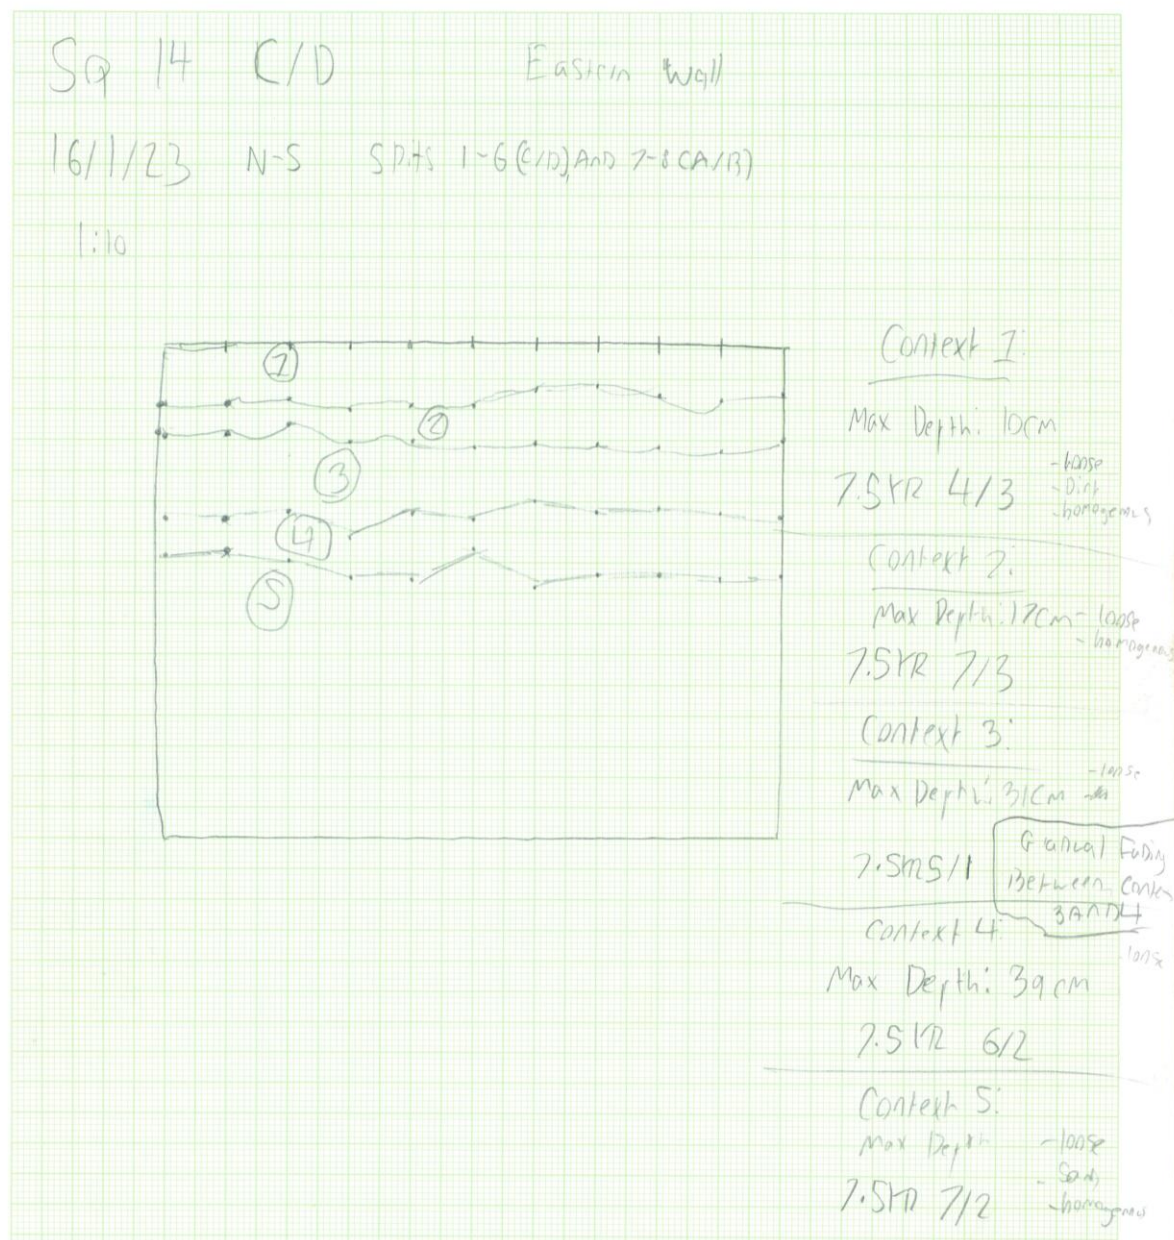 Sq 14 C/D Eastern Wall
16/1/23 N-S Spits 1-6 (C/D) AND 7-8 (A/B)
1:10
1
2
3
4
5
Context 1:
Max Depth: 10cm
7.5YR 4/3
- loose
- Dirt
- homogenous
Context 2:
Max Depth: 17cm
- loose
- homogenous
7.5YR 7/3
Context 3:
Max Depth: 31cm
- loose
7.5YR 5/1
Gradual Fading
Between Contex
3 AND 4
Context 4:
- loose
Max Depth: 39cm
7.5YR 6/2
Context 5:
Max Depth
- loose
- Sandy
- homogenous
7.5YR 7/2